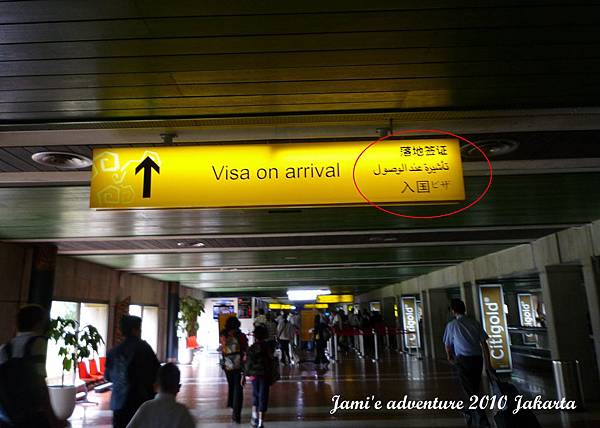 Visa on arrival
落地签证
تأشيرة عند الوصول
入国ビザ
Citigold
Citigold
Jami'e adventure 2010 Jakarta